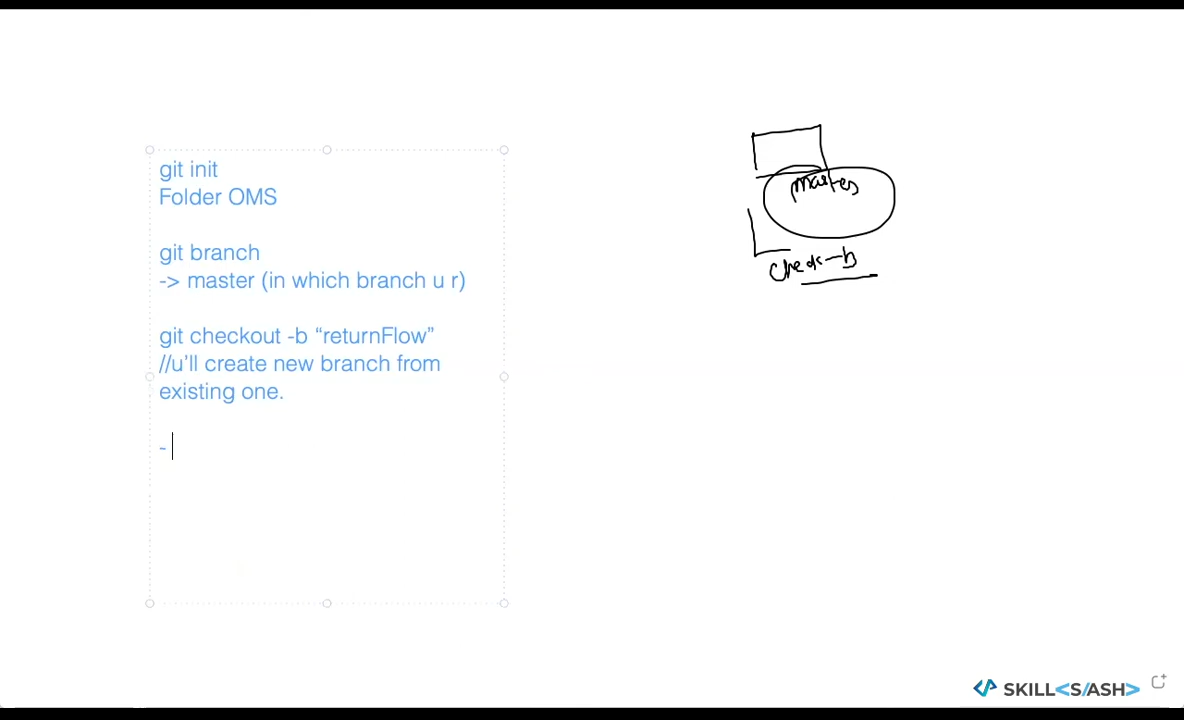 git init
Folder OMS
git branch
-> master (in which branch u r)
git checkout -b “returnFlow”
//u'll create new branch from
existing one.
-
master
check-b
SKILL<S/ASH>